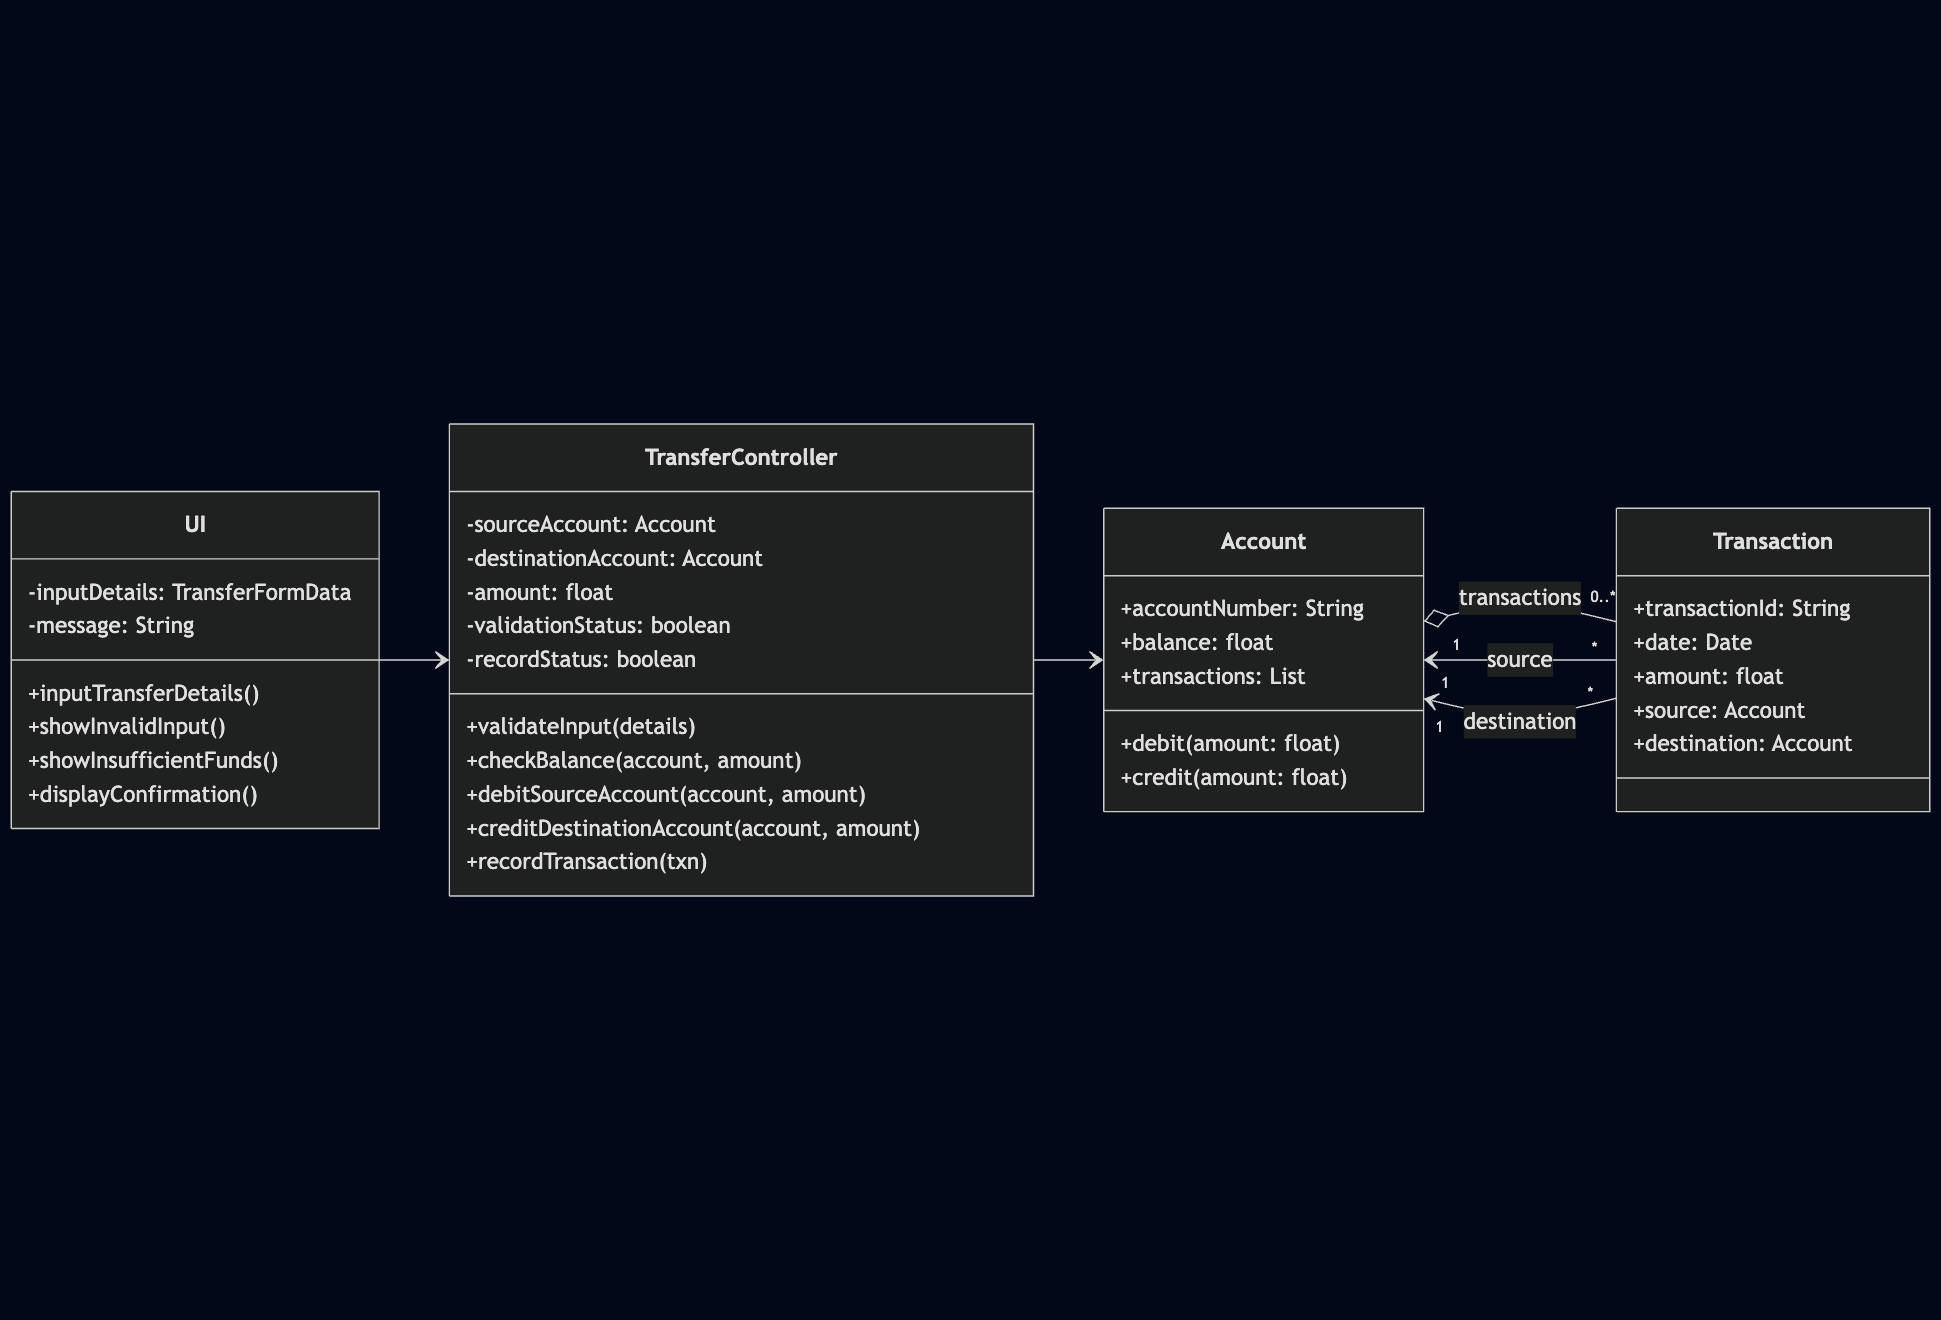 UI
-inputDetails: TransferFormData
-message: String
+inputTransferDetails()
+showInvalidInput()
+showInsufficientFunds()
+displayConfirmation()
TransferController
-sourceAccount: Account
-destinationAccount: Account
-amount: float
-validationStatus: boolean
-recordStatus: boolean
+validateInput(details)
+checkBalance(account, amount)
+debitSourceAccount(account, amount)
+creditDestinationAccount(account, amount)
+recordTransaction(txn)
Account
+accountNumber: String
+balance: float
+transactions: List
+debit(amount: float)
+credit(amount: float)
transactions 0..*
1 *
source
1 *
destination
1
Transaction
+transactionId: String
+date: Date
+amount: float
+source: Account
+destination: Account